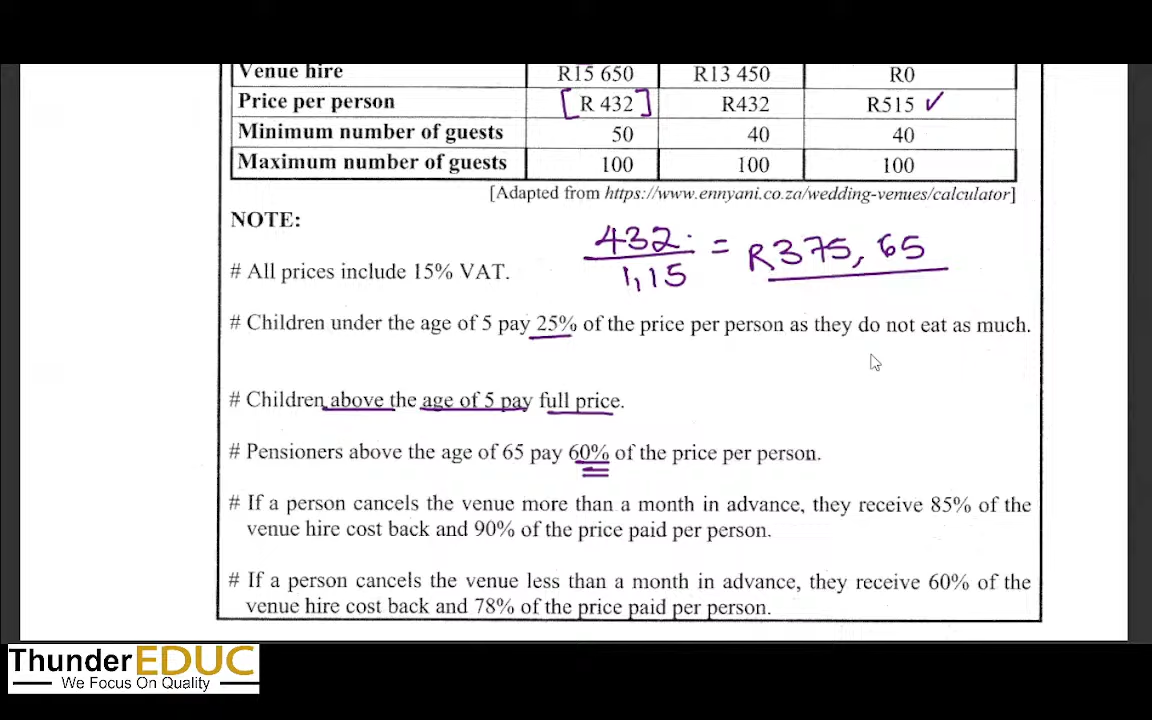 Venue hire R15 650 R13 450 R0
Price per person [R 432] R432 R515 ✓
Minimum number of guests 50 40 40
Maximum number of guests 100 100 100
[Adapted from https://www.ennyani.co.za/wedding-venues/calculator]
NOTE:
432 / 1,15 = R375, 65
# All prices include 15% VAT.
# Children under the age of 5 pay 25% of the price per person as they do not eat as much.
# Children above the age of 5 pay full price.
# Pensioners above the age of 65 pay 60% of the price per person.
# If a person cancels the venue more than a month in advance, they receive 85% of the
venue hire cost back and 90% of the price paid per person.
# If a person cancels the venue less than a month in advance, they receive 60% of the
venue hire cost back and 78% of the price paid per person.
ThunderEDUC
We Focus On Quality